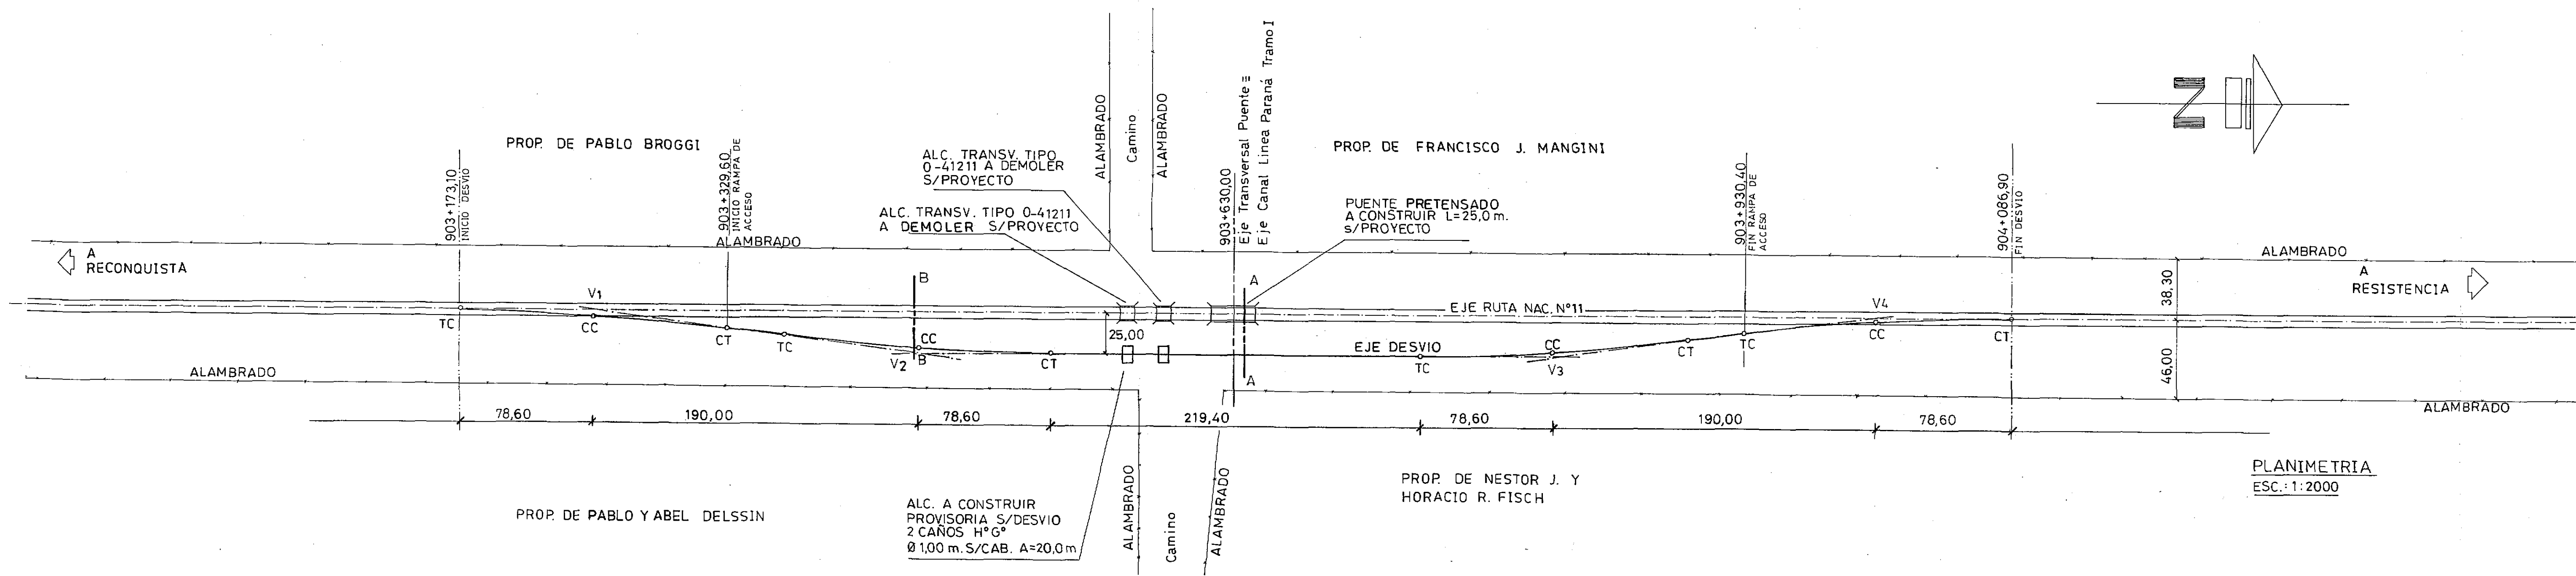 PROP. DE PABLO BROGGI
ALAMBRADO
Camino
ALAMBRADO
Eje Transversal Puente ≡
Eje Canal Linea Paraná Tramo I
903+630,00
PROP. DE FRANCISCO J. MANGINI
N
903+173,10
INICIO DESVIO
903+329,60
INICIO RAMPA DE
ACCESO
ALC. TRANSV. TIPO
0-41211 A DEMOLER
S/PROYECTO
ALC. TRANSV. TIPO 0-41211
A DEMOLER S/PROYECTO
PUENTE PRETENSADO
A CONSTRUIR L=25,0 m.
s/PROYECTO
903+930,40
FIN RAMPA DE
ACCESO
904+086,90
FIN DESVIO
ALAMBRADO
ALAMBRADO
A
RECONQUISTA
A
RESISTENCIA
V1
B
A
EJE RUTA NAC. Nº11
V4
38,30
TC
CC
CT
TC
CC
B
V2
CT
25,00
EJE DESVIO
A
TC
CC
V3
CT
TC
CC
CT
46,00
ALAMBRADO
ALAMBRADO
78,60
190,00
78,60
219,40
78,60
190,00
78,60
PROP. DE PABLO Y ABEL DELSSIN
ALC. A CONSTRUIR
PROVISORIA S/DESVIO
2 CAÑOS HºGº
Ø 1,00 m. S/CAB. A=20,0 m
ALAMBRADO
Camino
ALAMBRADO
PROP. DE NESTOR J. Y
HORACIO R. FISCH
PLANIMETRIA
ESC.: 1:2000